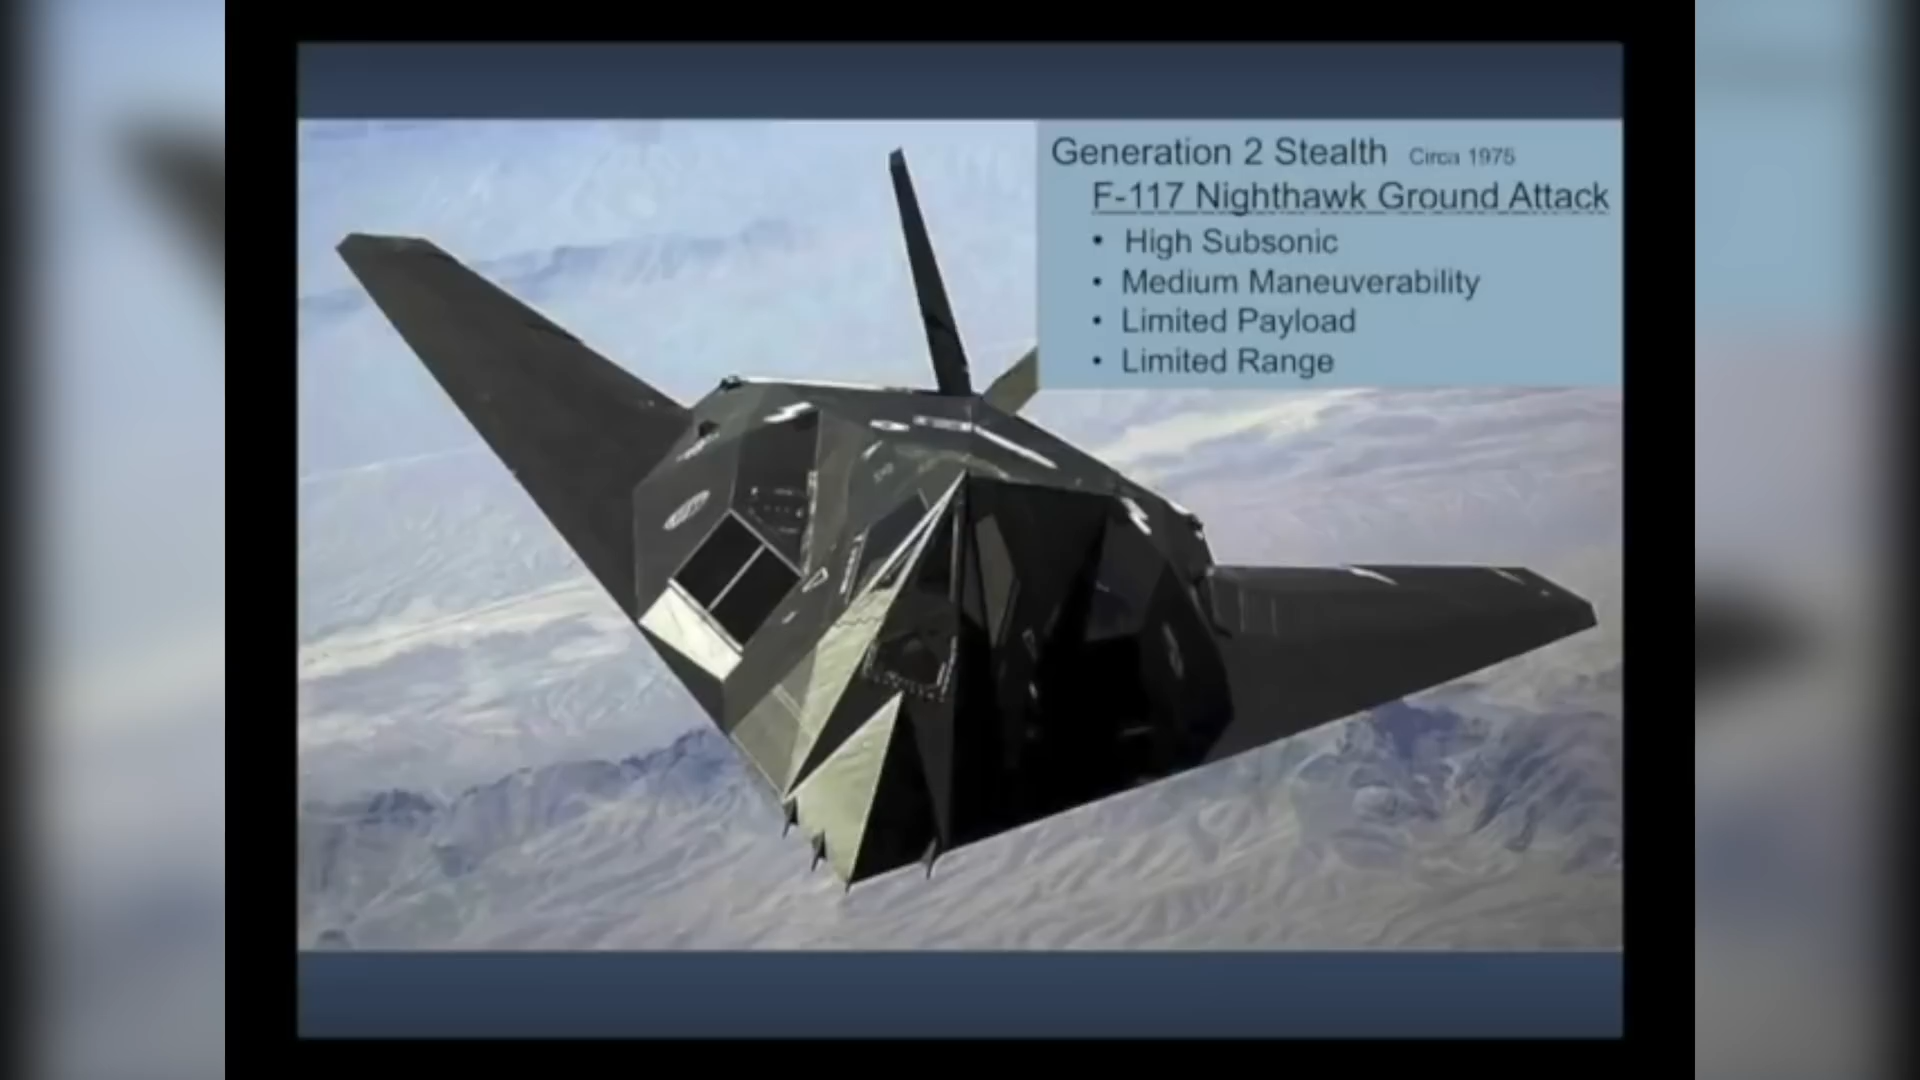 Generation 2 Stealth Circa 1975
F-117 Nighthawk Ground Attack
• High Subsonic
• Medium Maneuverability
• Limited Payload
• Limited Range